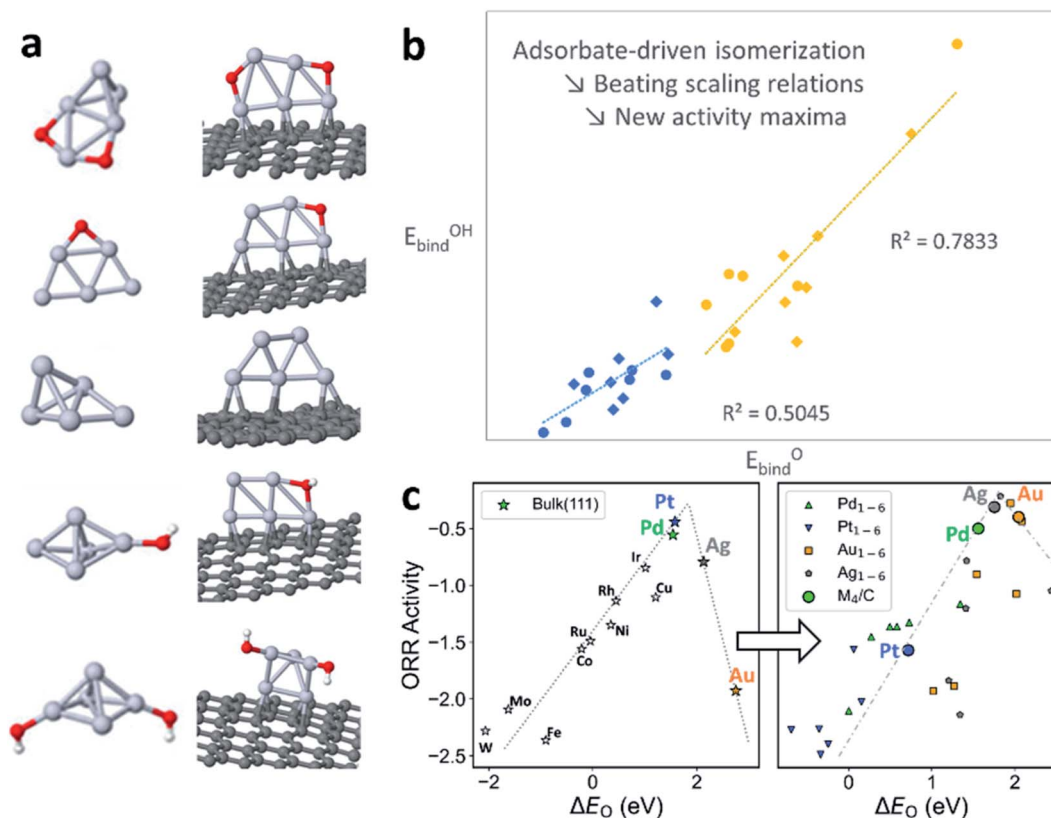 a
b
Adsorbate-driven isomerization
↘ Beating scaling relations
↘ New activity maxima
E_bind^OH
R² = 0.7833
R² = 0.5045
E_bind^O
c
ORR Activity
−0.5
−1.0
−1.5
−2.0
−2.5
Bulk(111)
Pt
Pd
Ag
Ir
Rh
Cu
Ru
Ni
Co
Au
Mo
W
Fe
−2 0 2
ΔE_O (eV)
Pd₁₋₆
Pt₁₋₆
Au₁₋₆
Ag₁₋₆
M₄/C
Ag
Au
Pd
Pt
0 1 2
ΔE_O (eV)